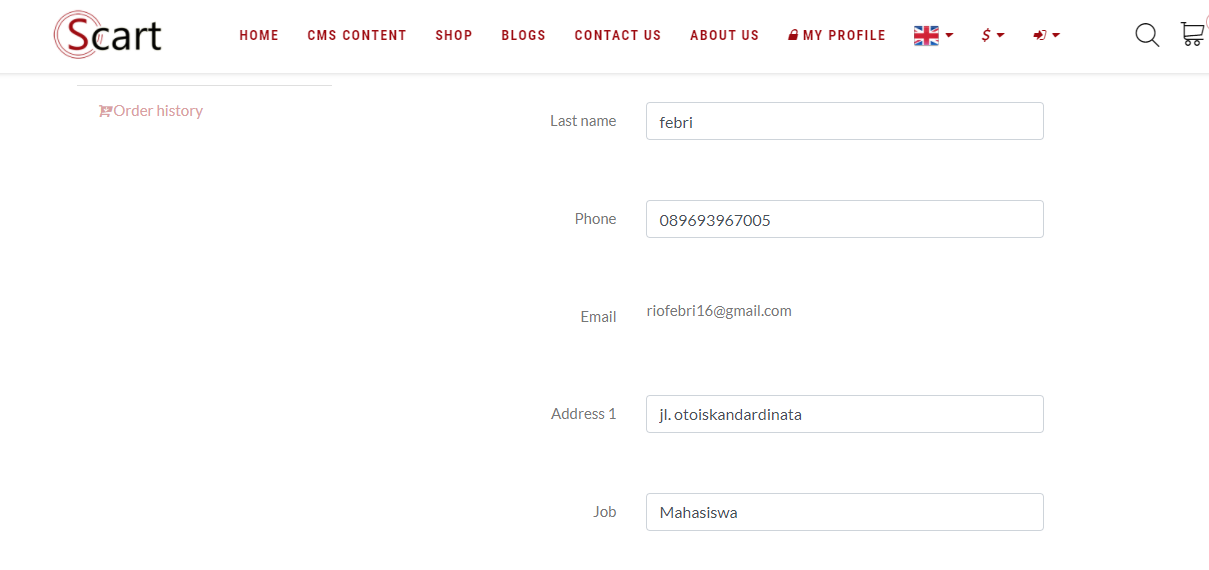 Scart HOME CMS CONTENT SHOP BLOGS CONTACT US ABOUT US MY PROFILE $
Order history
Last name febri
Phone 089693967005
Email riofebri16@gmail.com
Address 1 jl. otoiskandardinata
Job Mahasiswa